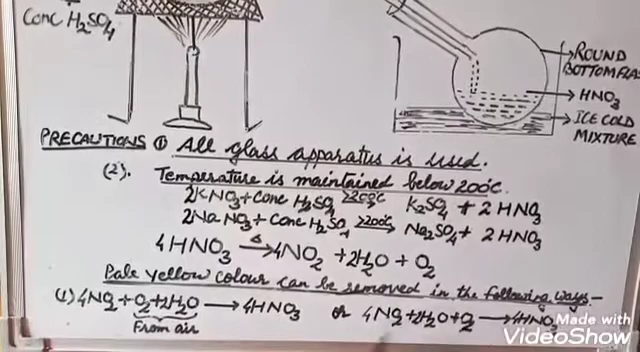 Conc H₂SO₄
ROUND
BOTTOM FLAS
HNO₃
ICE COLD
MIXTURE
PRECAUTIONS ① All glass apparatus is used.
(2). Temperature is maintained below 200°c.
2KNO₃ + conc H₂SO₄ >200°c K₂SO₄ + 2HNO₃
2NaNO₃ + Conc H₂SO₄ >200°c Na₂SO₄ + 2HNO₃
4HNO₃ →Δ 4NO₂ + 2H₂O + O₂
Pale yellow colour can be removed in the following ways –
(1) 4NO₂ + O₂ + 2H₂O → 4HNO₃ or 4NO₂ + 2H₂O + O₂ → 4HNO₃
From air
Made with
VideoShow